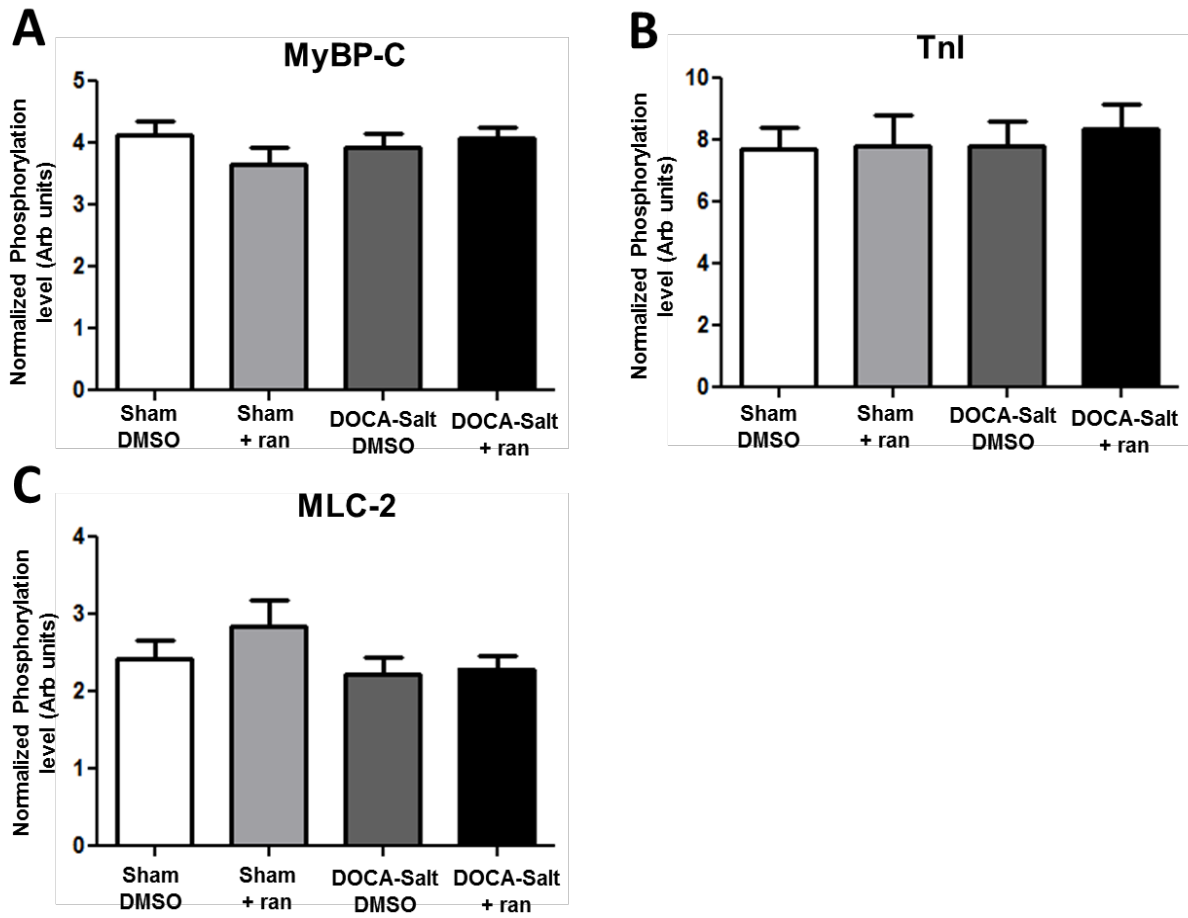 A
MyBP-C
Normalized Phosphorylation
level (Arb units)
5
4
3
2
1
0
Sham
DMSO
Sham
+ ran
DOCA-Salt
DMSO
DOCA-Salt
+ ran
B
TnI
Normalized Phosphorylation
level (Arb units)
10
8
6
4
2
0
Sham
DMSO
Sham
+ ran
DOCA-Salt
DMSO
DOCA-Salt
+ ran
C
MLC-2
Normalized Phosphorylation
level (Arb units)
4
3
2
1
0
Sham
DMSO
Sham
+ ran
DOCA-Salt
DMSO
DOCA-Salt
+ ran